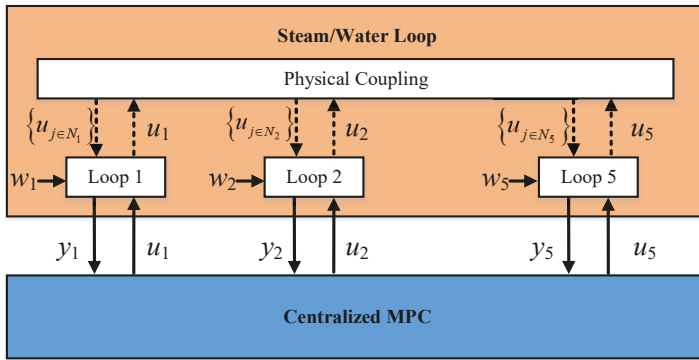 Steam/Water Loop
Physical Coupling
{u_{j∈N_1}} u_1 {u_{j∈N_2}} u_2 {u_{j∈N_5}} u_5
w_1 Loop 1 w_2 Loop 2 w_5 Loop 5
y_1 u_1 y_2 u_2 y_5 u_5
Centralized MPC